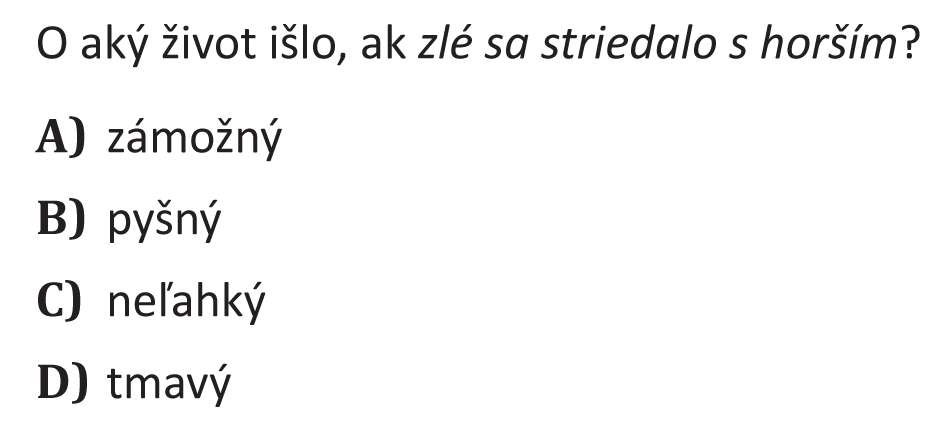 O aký život išlo, ak zlé sa striedalo s horším?
A) zámožný
B) pyšný
C) neľahký
D) tmavý